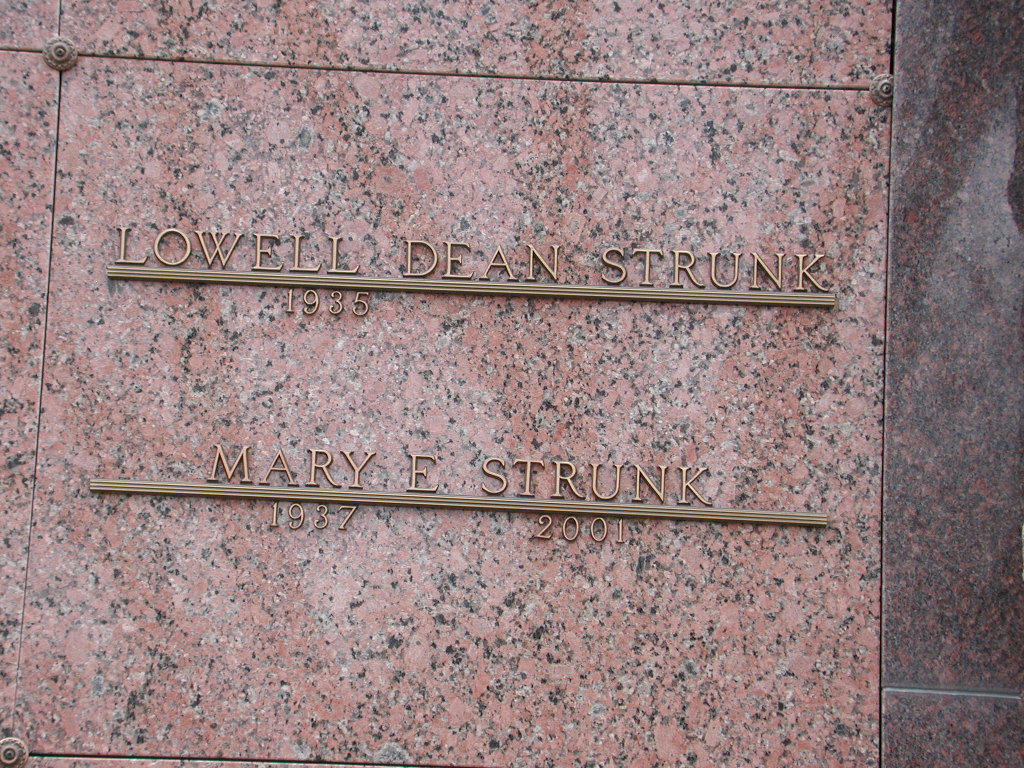 LOWELL DEAN STRUNK
1935
MARY E STRUNK
1937 2001